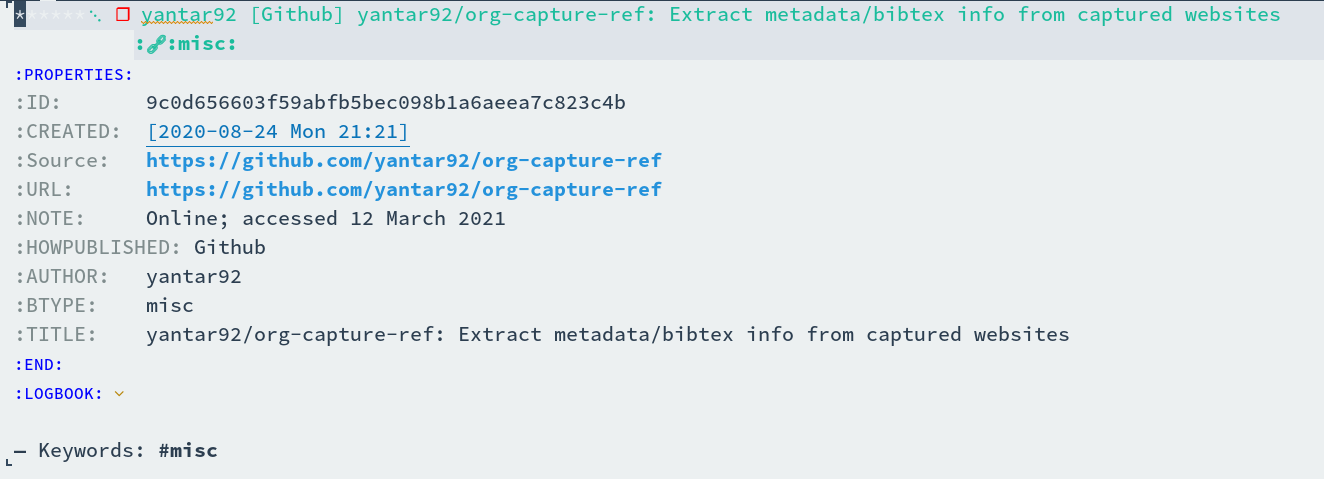 * yantar92 [Github] yantar92/org-capture-ref: Extract metadata/bibtex info from captured websites
:🔗:misc:
:PROPERTIES:
:ID: 9c0d656603f59abfb5bec098b1a6aeea7c823c4b
:CREATED: [2020-08-24 Mon 21:21]
:Source: https://github.com/yantar92/org-capture-ref
:URL: https://github.com/yantar92/org-capture-ref
:NOTE: Online; accessed 12 March 2021
:HOWPUBLISHED: Github
:AUTHOR: yantar92
:BTYPE: misc
:TITLE: yantar92/org-capture-ref: Extract metadata/bibtex info from captured websites
:END:
:LOGBOOK:
– Keywords: #misc